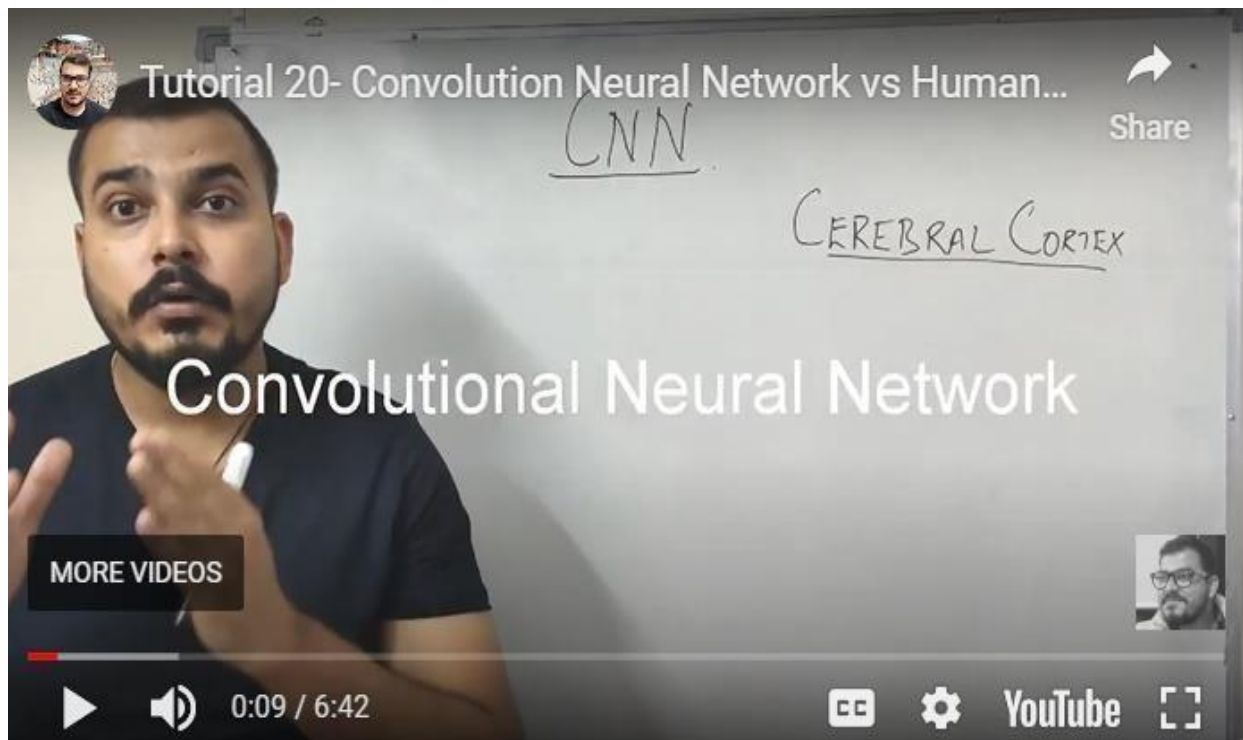 Tutorial 20- Convolution Neural Network vs Human...
Share
CNN
CEREBRAL CORTEX
Convolutional Neural Network
MORE VIDEOS
0:09 / 6:42
CC
YouTube